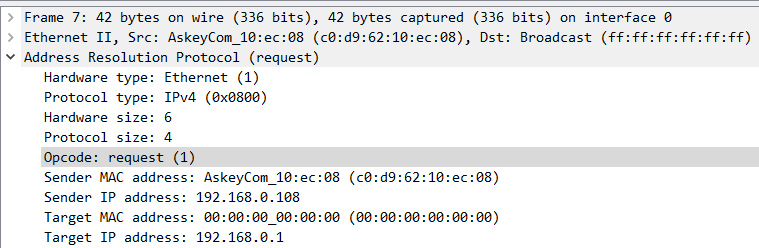 Frame 7: 42 bytes on wire (336 bits), 42 bytes captured (336 bits) on interface 0
Ethernet II, Src: AskeyCom_10:ec:08 (c0:d9:62:10:ec:08), Dst: Broadcast (ff:ff:ff:ff:ff:ff)
Address Resolution Protocol (request)
Hardware type: Ethernet (1)
Protocol type: IPv4 (0x0800)
Hardware size: 6
Protocol size: 4
Opcode: request (1)
Sender MAC address: AskeyCom_10:ec:08 (c0:d9:62:10:ec:08)
Sender IP address: 192.168.0.108
Target MAC address: 00:00:00_00:00:00 (00:00:00:00:00:00)
Target IP address: 192.168.0.1